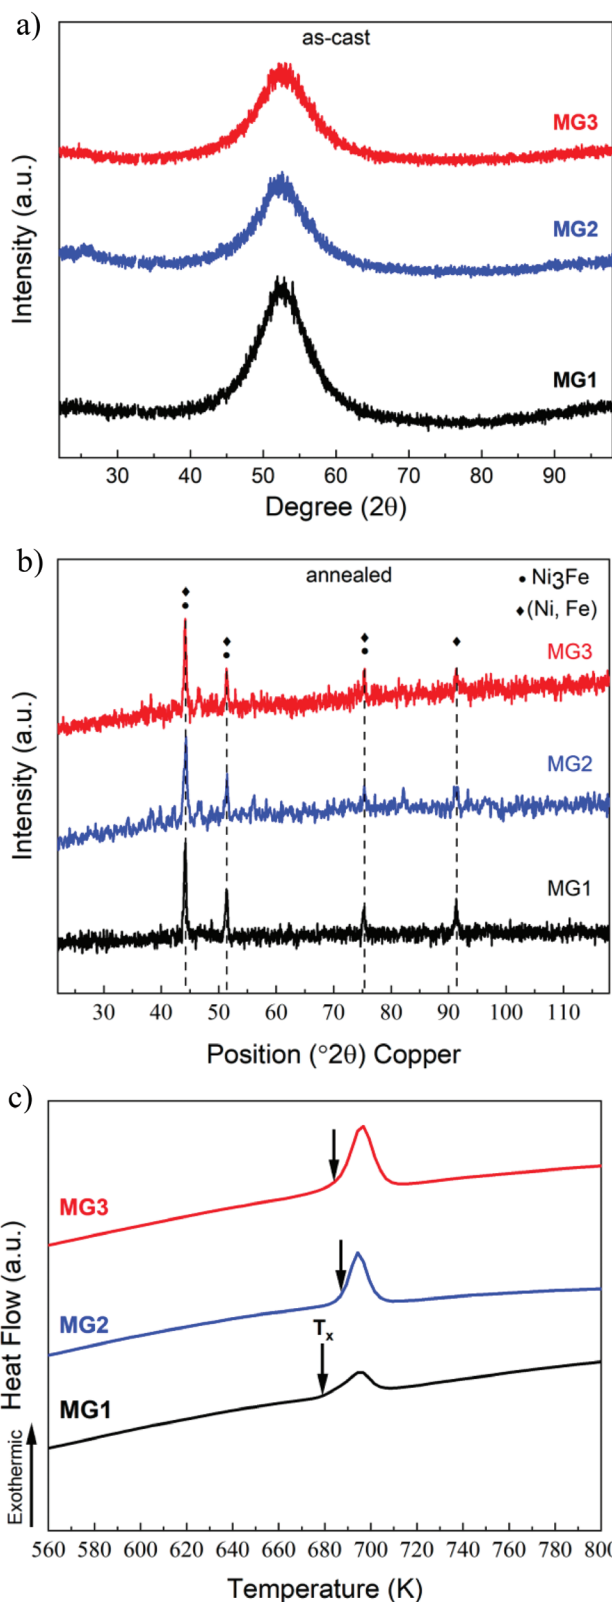 a)
as-cast
MG3
MG2
MG1
Intensity (a.u.)
30 40 50 60 70 80 90
Degree (2θ)
b)
annealed
• Ni3Fe
♦(Ni, Fe)
MG3
MG2
MG1
Intensity (a.u.)
30 40 50 60 70 80 90 100 110
Position (°2θ) Copper
c)
MG3
MG2
Tx
MG1
Heat Flow (a.u.)
Exothermic
560 580 600 620 640 660 680 700 720 740 760 780 800
Temperature (K)